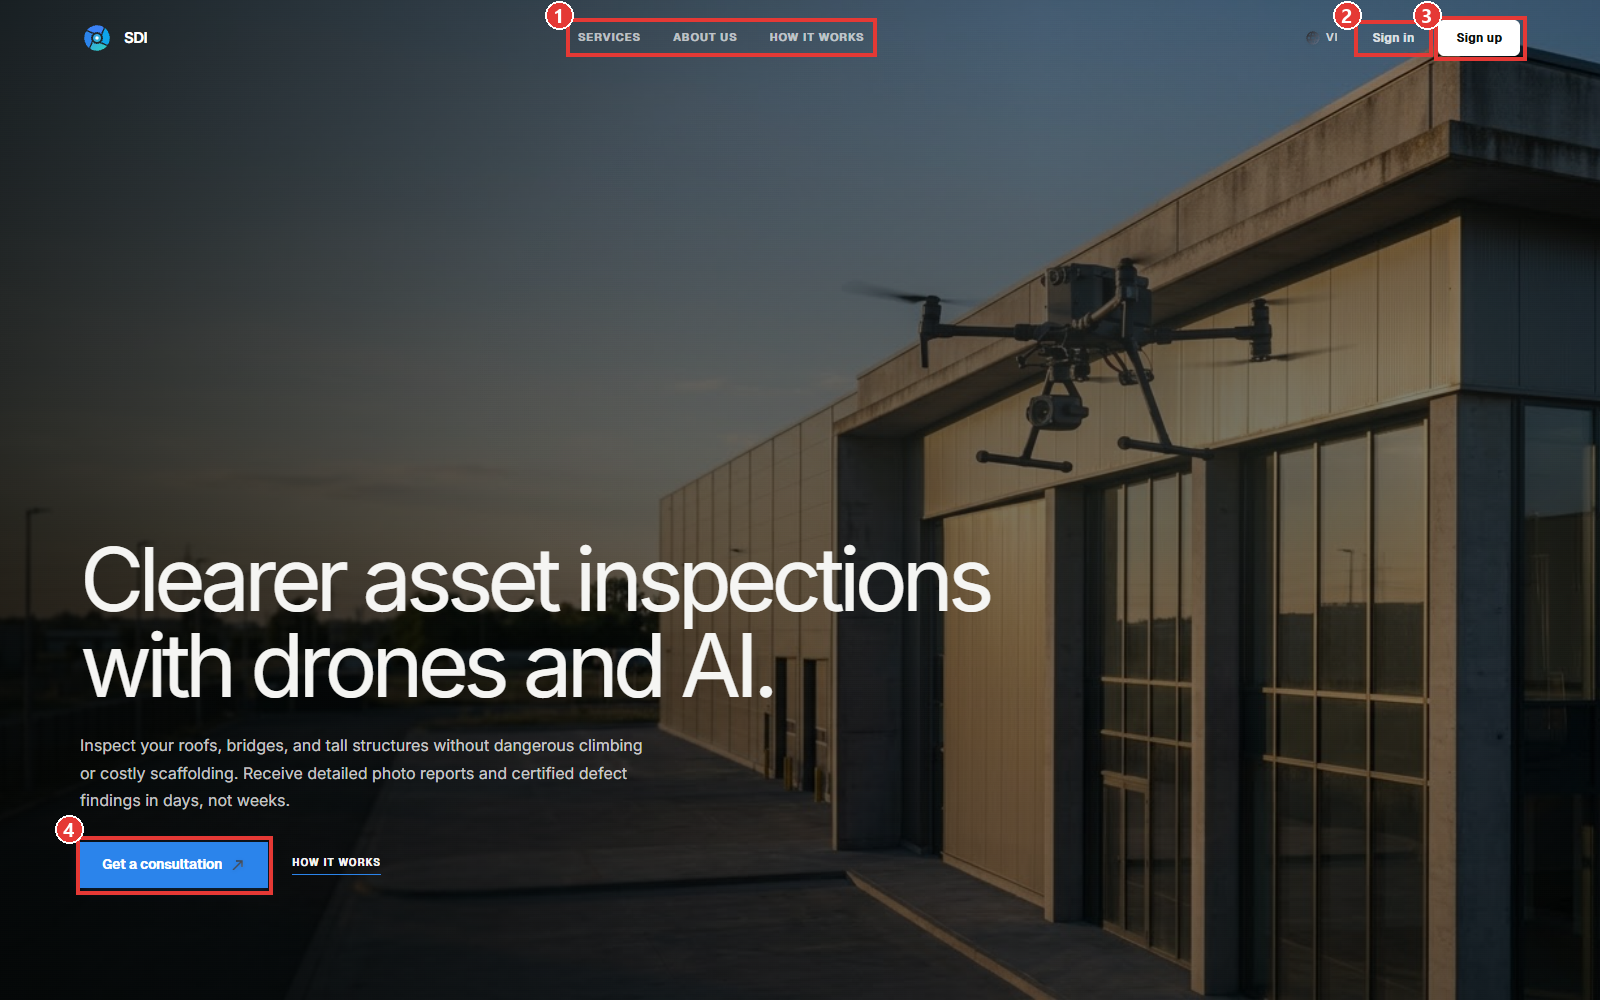 SDI
1
SERVICES
ABOUT US
HOW IT WORKS
VI
2
Sign in
3
Sign up
Clearer asset inspections
with drones and AI.
Inspect your roofs, bridges, and tall structures without dangerous climbing
or costly scaffolding. Receive detailed photo reports and certified defect
findings in days, not weeks.
4
Get a consultation
HOW IT WORKS